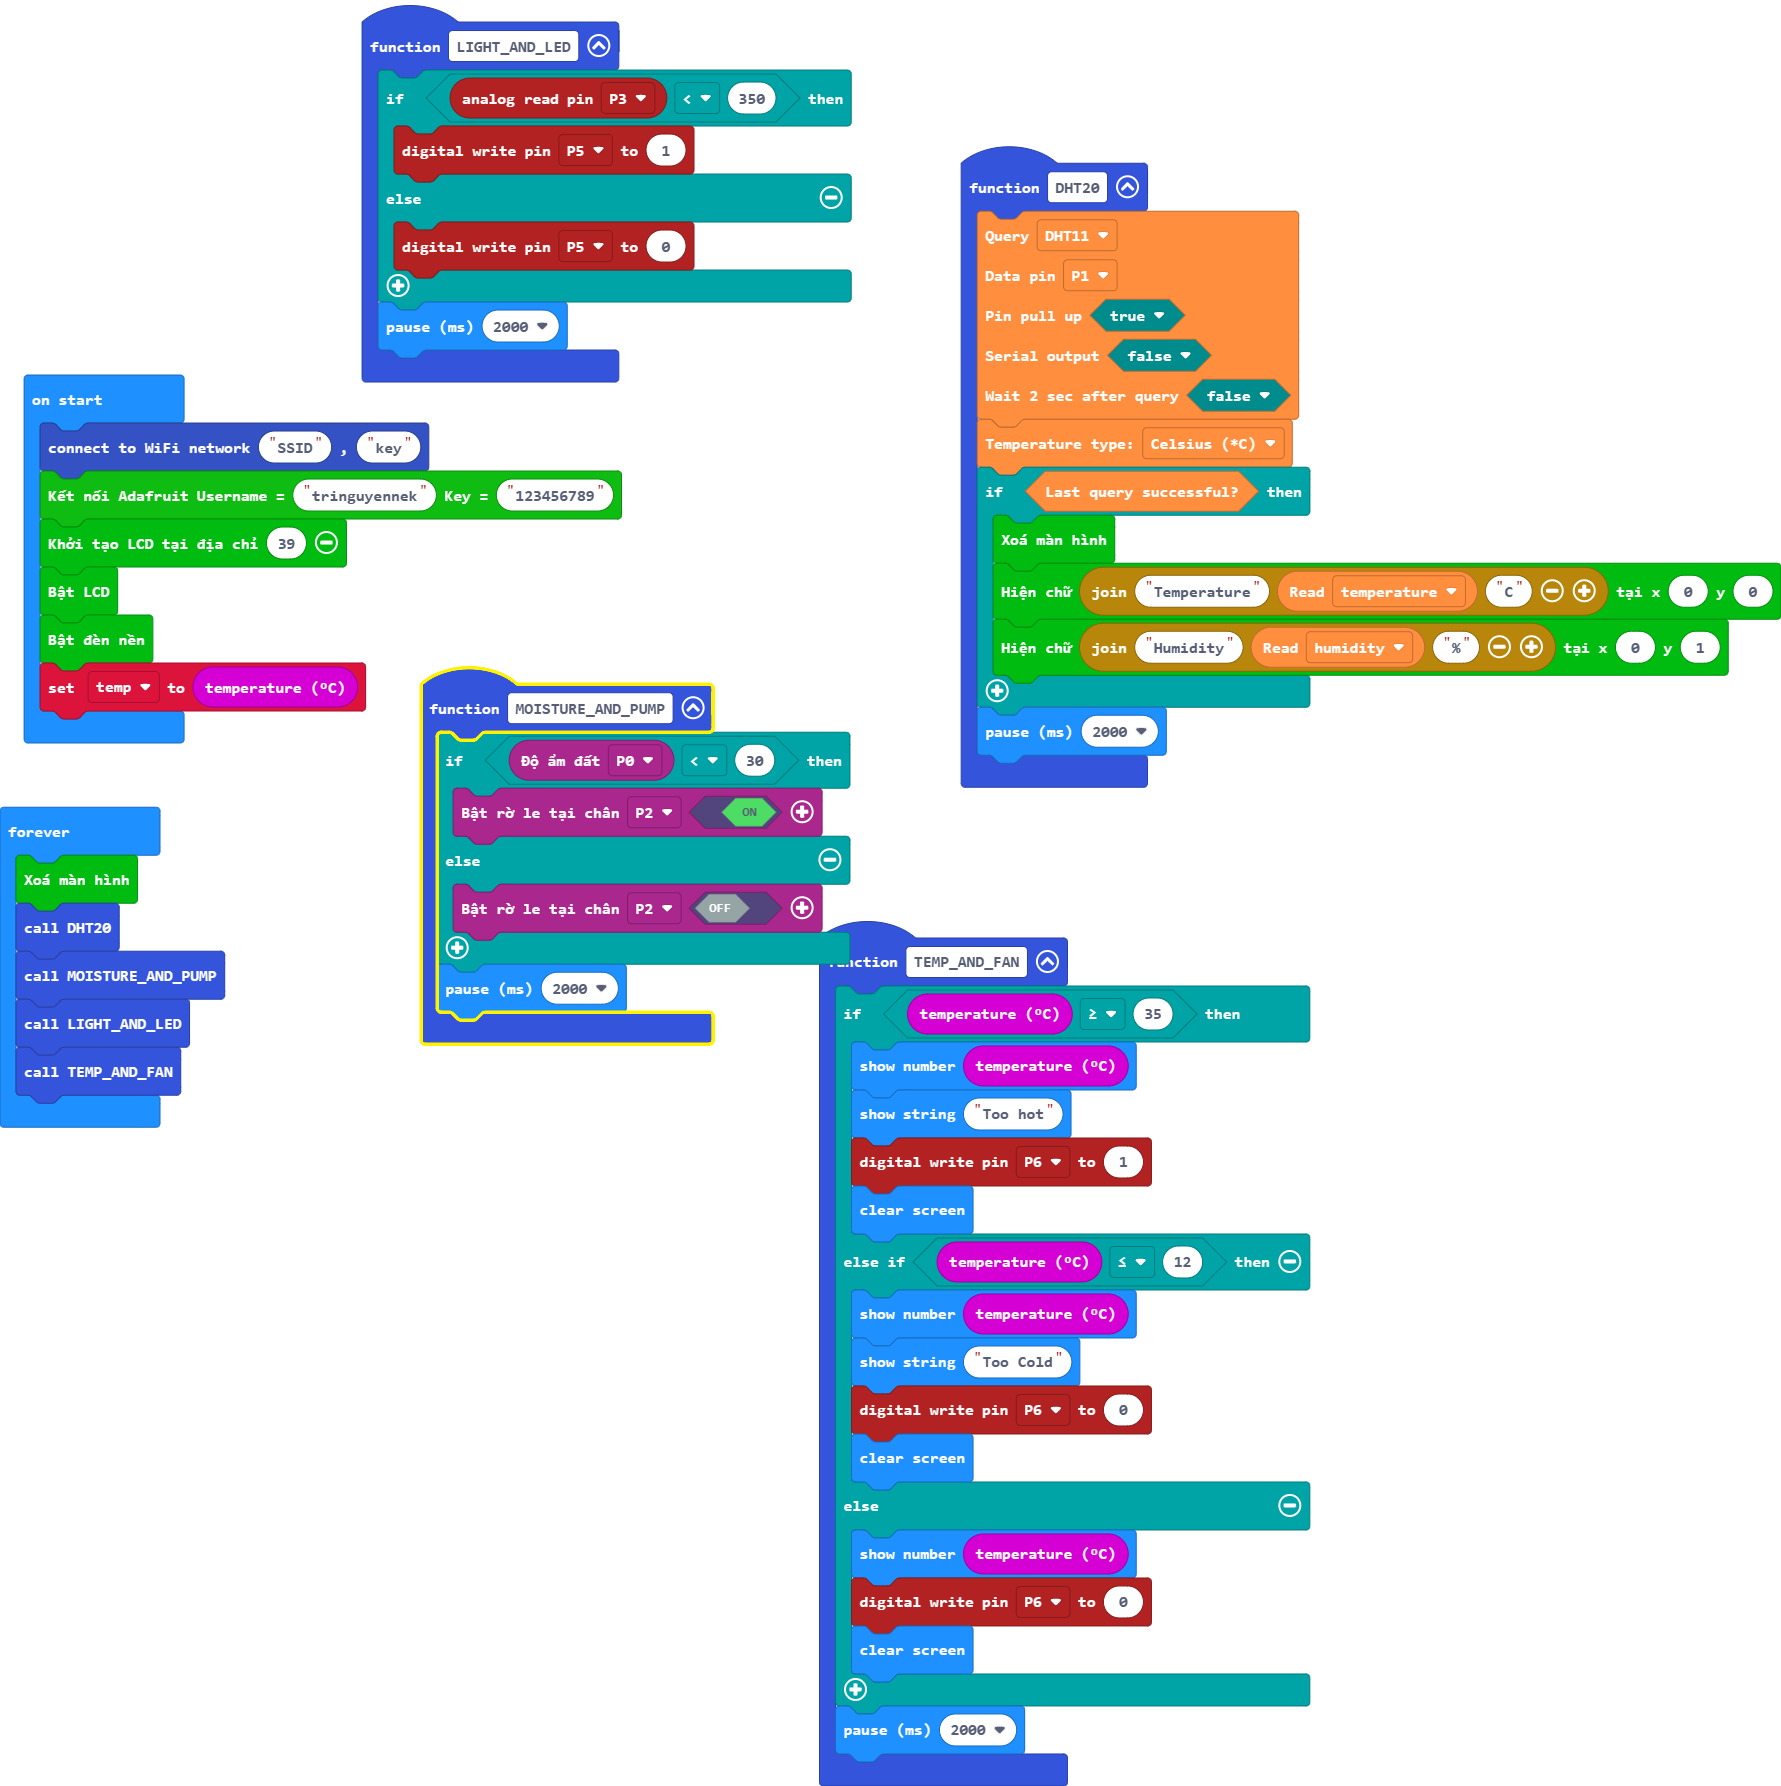 function LIGHT_AND_LED
if analog read pin P3 < 350 then
digital write pin P5 to 1
else
digital write pin P5 to 0
pause (ms) 2000
on start
connect to WiFi network "SSID" , "key"
Kết nối Adafruit Username = "tringuyennek" Key = "123456789"
Khởi tạo LCD tại địa chỉ 39
Bật LCD
Bật đèn nền
set temp to temperature (ºC)
forever
Xoá màn hình
call DHT20
call MOISTURE_AND_PUMP
call LIGHT_AND_LED
call TEMP_AND_FAN
function MOISTURE_AND_PUMP
if Độ ẩm đất P0 < 30 then
Bật rờ le tại chân P2 ON
else
Bật rờ le tại chân P2 OFF
pause (ms) 2000
function DHT20
Query DHT11
Data pin P1
Pin pull up true
Serial output false
Wait 2 sec after query false
Temperature type: Celsius (*C)
if Last query successful? then
Xoá màn hình
Hiện chữ join "Temperature" Read temperature "C" tại x 0 y 0
Hiện chữ join "Humidity" Read humidity "%" tại x 0 y 1
pause (ms) 2000
function TEMP_AND_FAN
if temperature (ºC) ≥ 35 then
show number temperature (ºC)
show string "Too hot"
digital write pin P6 to 1
clear screen
else if temperature (ºC) ≤ 12 then
show number temperature (ºC)
show string "Too Cold"
digital write pin P6 to 0
clear screen
else
show number temperature (ºC)
digital write pin P6 to 0
clear screen
pause (ms) 2000